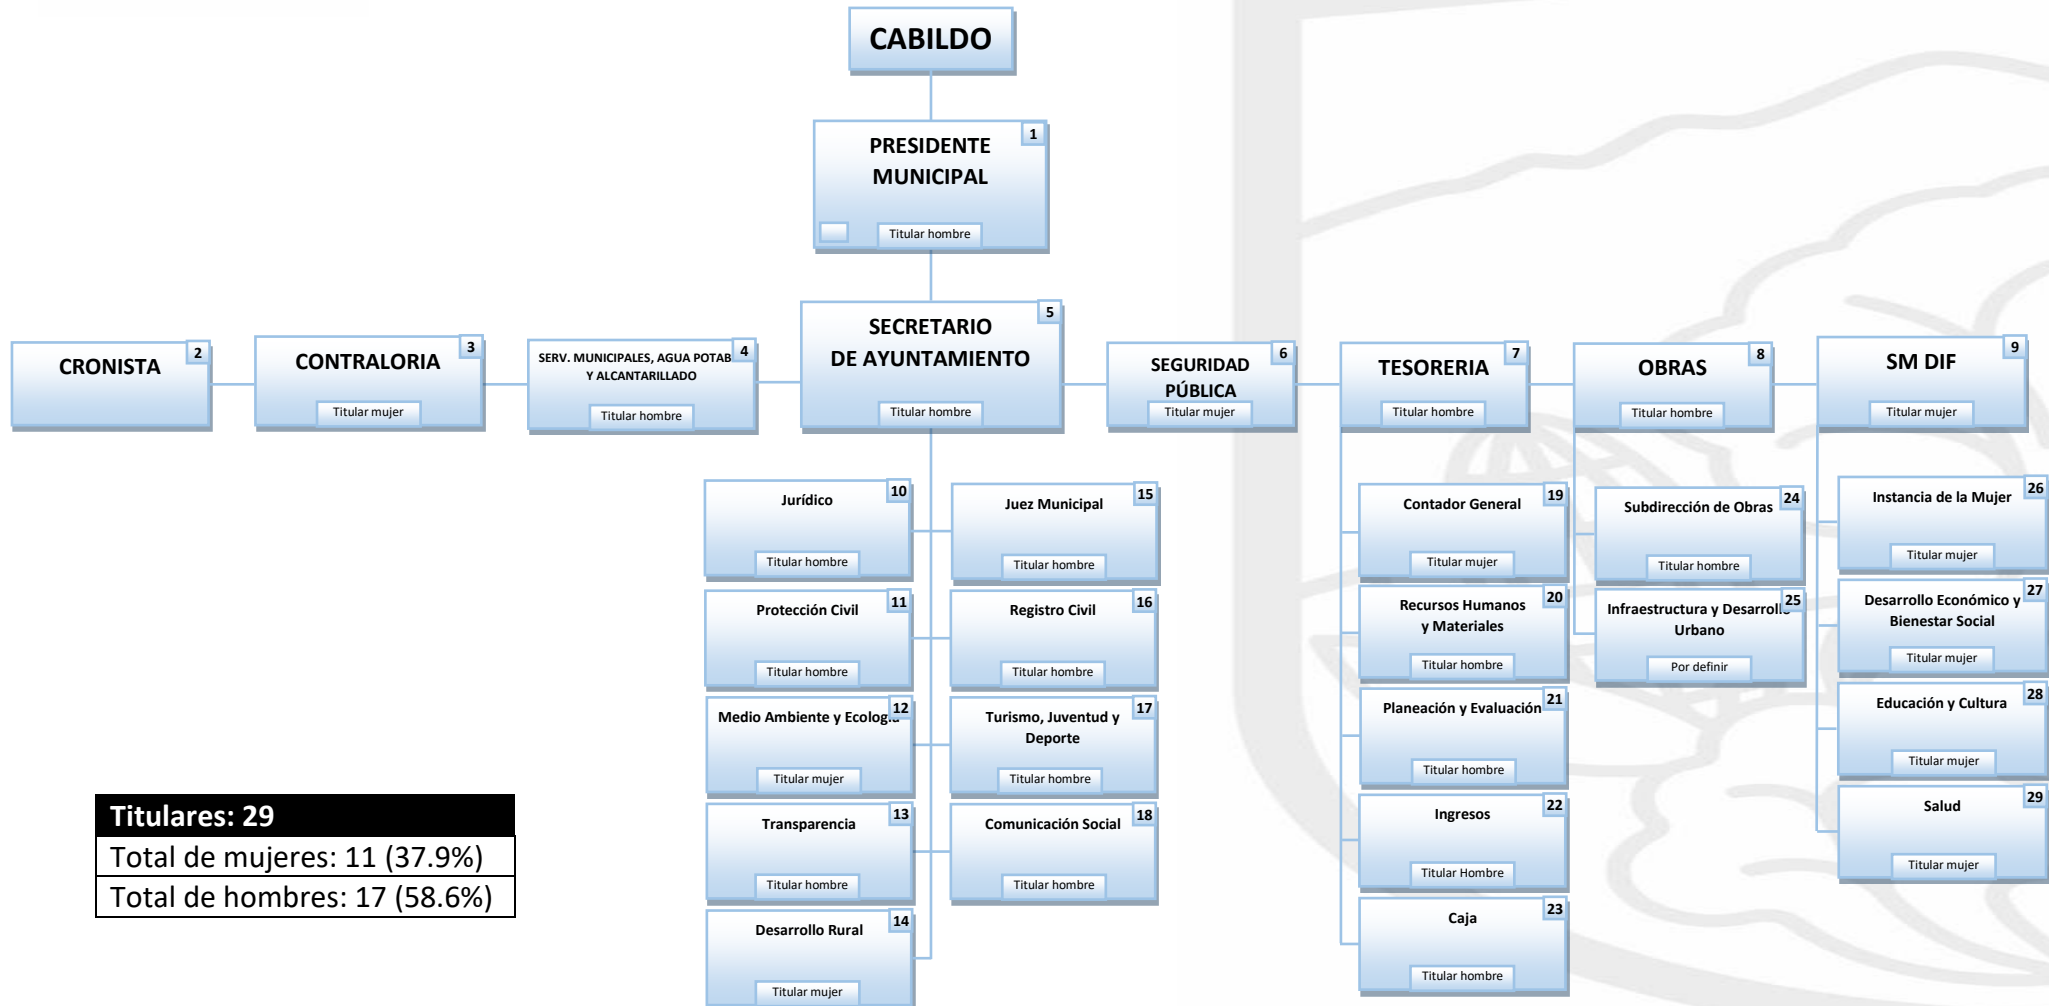 CABILDO
1
PRESIDENTE
MUNICIPAL
Titular hombre
2
CRONISTA
3
CONTRALORIA
Titular mujer
4
SERV. MUNICIPALES, AGUA POTAB
Y ALCANTARILLADO
Titular hombre
5
SECRETARIO
DE AYUNTAMIENTO
Titular hombre
6
SEGURIDAD
PÚBLICA
Titular mujer
7
TESORERIA
Titular hombre
8
OBRAS
Titular hombre
9
SM DIF
Titular mujer
10
Jurídico
Titular hombre
11
Protección Civil
Titular hombre
12
Medio Ambiente y Ecología
Titular mujer
13
Transparencia
Titular hombre
14
Desarrollo Rural
Titular mujer
15
Juez Municipal
Titular hombre
16
Registro Civil
Titular hombre
17
Turismo, Juventud y
Deporte
Titular hombre
18
Comunicación Social
Titular hombre
19
Contador General
Titular mujer
20
Recursos Humanos
y Materiales
Titular hombre
21
Planeación y Evaluación
Titular hombre
22
Ingresos
Titular Hombre
23
Caja
Titular hombre
24
Subdirección de Obras
Titular hombre
25
Infraestructura y Desarrollo
Urbano
Por definir
26
Instancia de la Mujer
Titular mujer
27
Desarrollo Económico y
Bienestar Social
Titular mujer
28
Educación y Cultura
Titular mujer
29
Salud
Titular mujer
Titulares: 29
Total de mujeres: 11 (37.9%)
Total de hombres: 17 (58.6%)